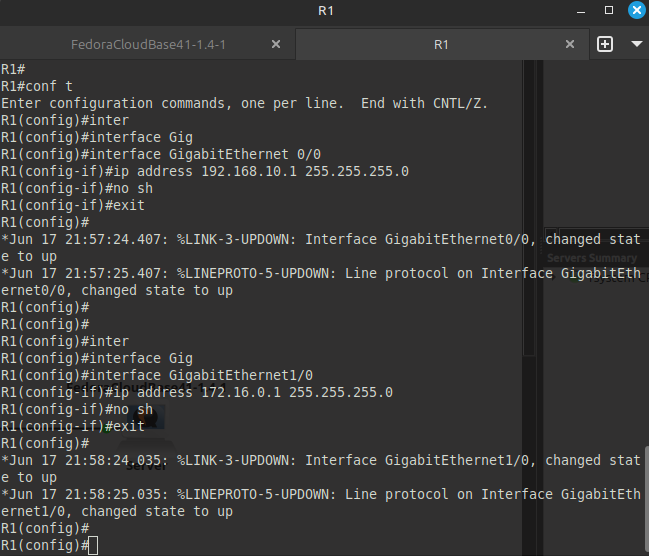 R1
FedoraCloudBase41-1.4-1
R1
R1#
R1#conf t
Enter configuration commands, one per line.  End with CNTL/Z.
R1(config)#inter
R1(config)#interface Gig
R1(config)#interface GigabitEthernet 0/0
R1(config-if)#ip address 192.168.10.1 255.255.255.0
R1(config-if)#no sh
R1(config-if)#exit
R1(config)#
*Jun 17 21:57:24.407: %LINK-3-UPDOWN: Interface GigabitEthernet0/0, changed stat
e to up
*Jun 17 21:57:25.407: %LINEPROTO-5-UPDOWN: Line protocol on Interface GigabitEth
ernet0/0, changed state to up
R1(config)#
R1(config)#
R1(config)#inter
R1(config)#interface Gig
R1(config)#interface GigabitEthernet1/0
R1(config-if)#ip address 172.16.0.1 255.255.255.0
R1(config-if)#no sh
R1(config-if)#exit
R1(config)#
*Jun 17 21:58:24.035: %LINK-3-UPDOWN: Interface GigabitEthernet1/0, changed stat
e to up
*Jun 17 21:58:25.035: %LINEPROTO-5-UPDOWN: Line protocol on Interface GigabitEth
ernet1/0, changed state to up
R1(config)#
R1(config)#
Servers Summary
Server